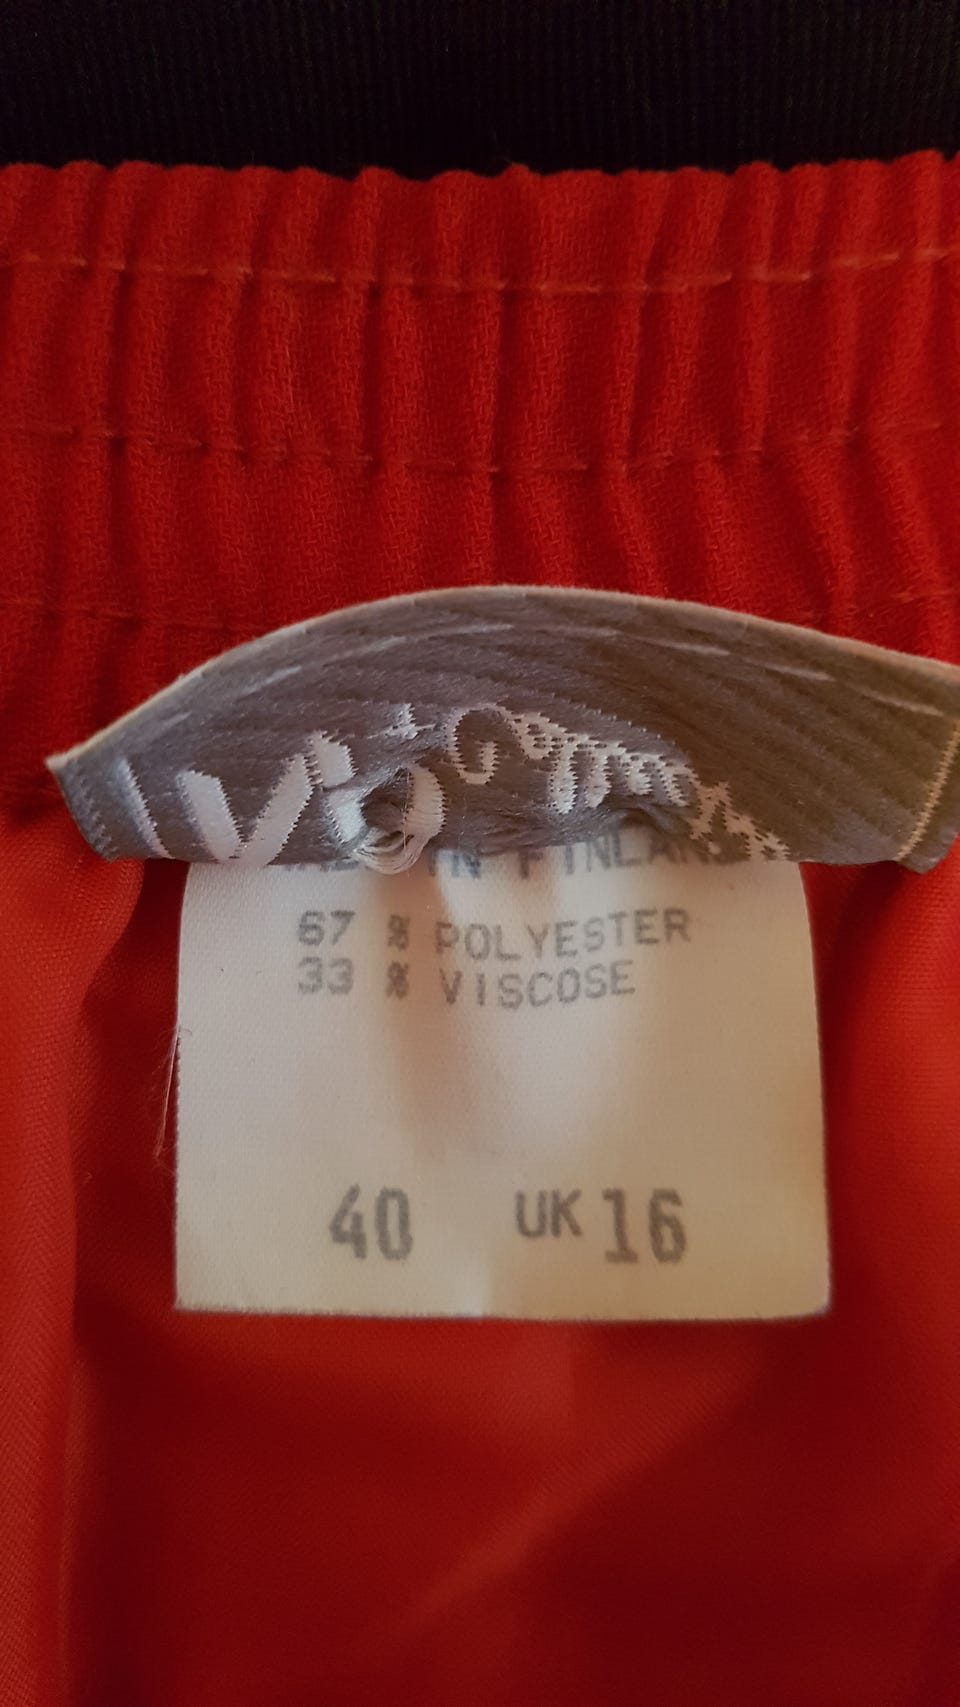 IN FINLAND
67 % POLYESTER
33 % VISCOSE
40 UK 16